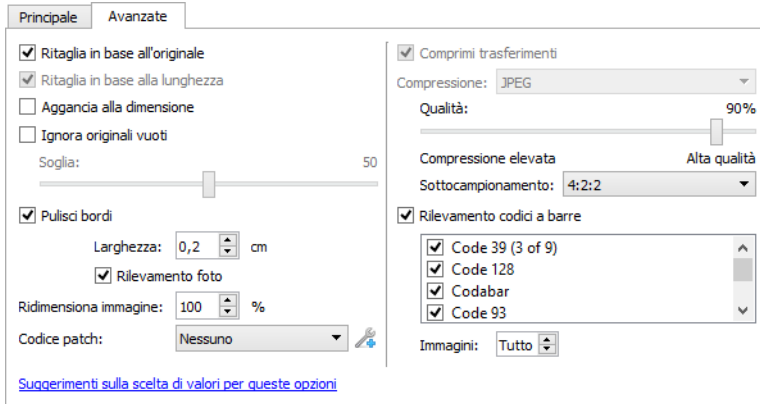 Principale Avanzate
Ritaglia in base all'originale
Ritaglia in base alla lunghezza
Aggancia alla dimensione
Ignora originali vuoti
Soglia: 50
Pulisci bordi
Larghezza: 0,2 cm
Rilevamento foto
Ridimensiona immagine: 100 %
Codice patch: Nessuno
Suggerimenti sulla scelta di valori per queste opzioni
Comprimi trasferimenti
Compressione: JPEG
Qualità: 90%
Compressione elevata Alta qualità
Sottocampionamento: 4:2:2
Rilevamento codici a barre
Code 39 (3 of 9)
Code 128
Codabar
Code 93
Immagini: Tutto